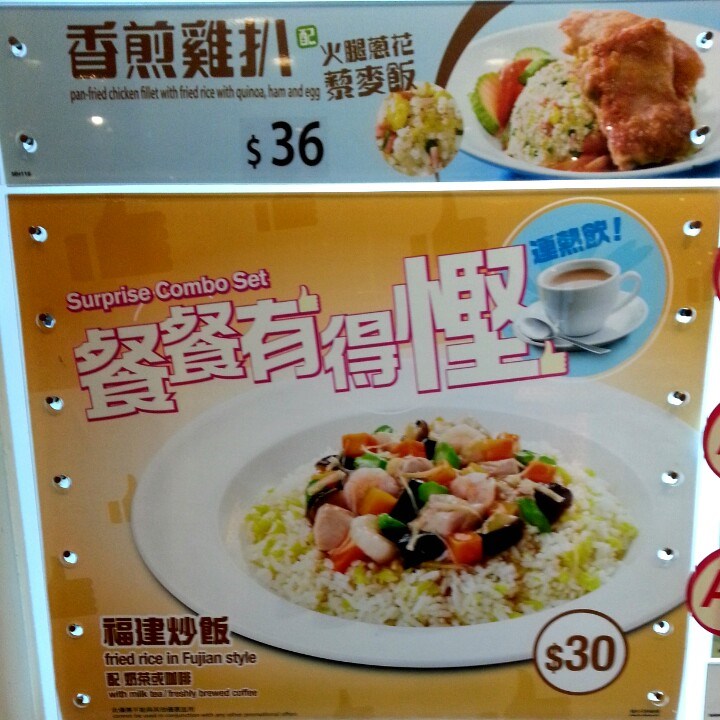 香煎雞扒 配 火腿蔥花
藜麥飯
pan-fried chicken fillet with fried rice with quinoa, ham and egg
$ 36
連熱飲!
Surprise Combo Set
餐餐有得慳
福建炒飯
fried rice in Fujian style
配 奶茶或咖啡
with milk tea / freshly brewed coffee
$30